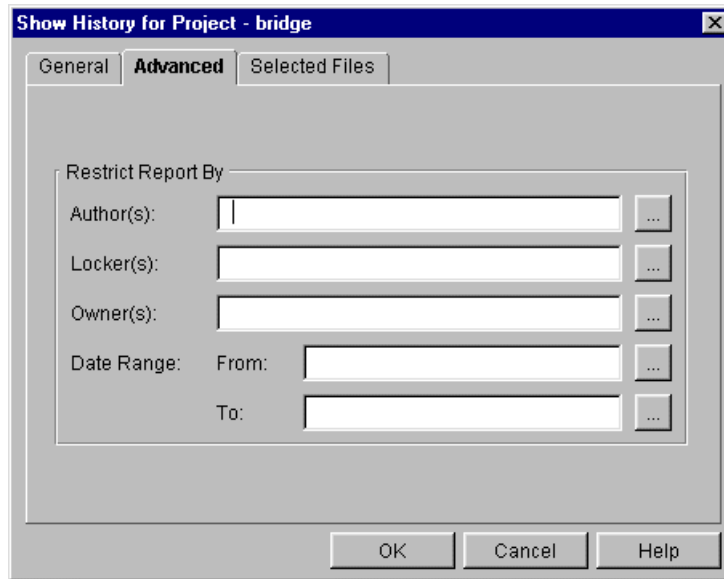 Show History for Project - bridge
General Advanced Selected Files
Restrict Report By
Author(s): ...
Locker(s): ...
Owner(s): ...
Date Range: From: ...
To: ...
OK Cancel Help